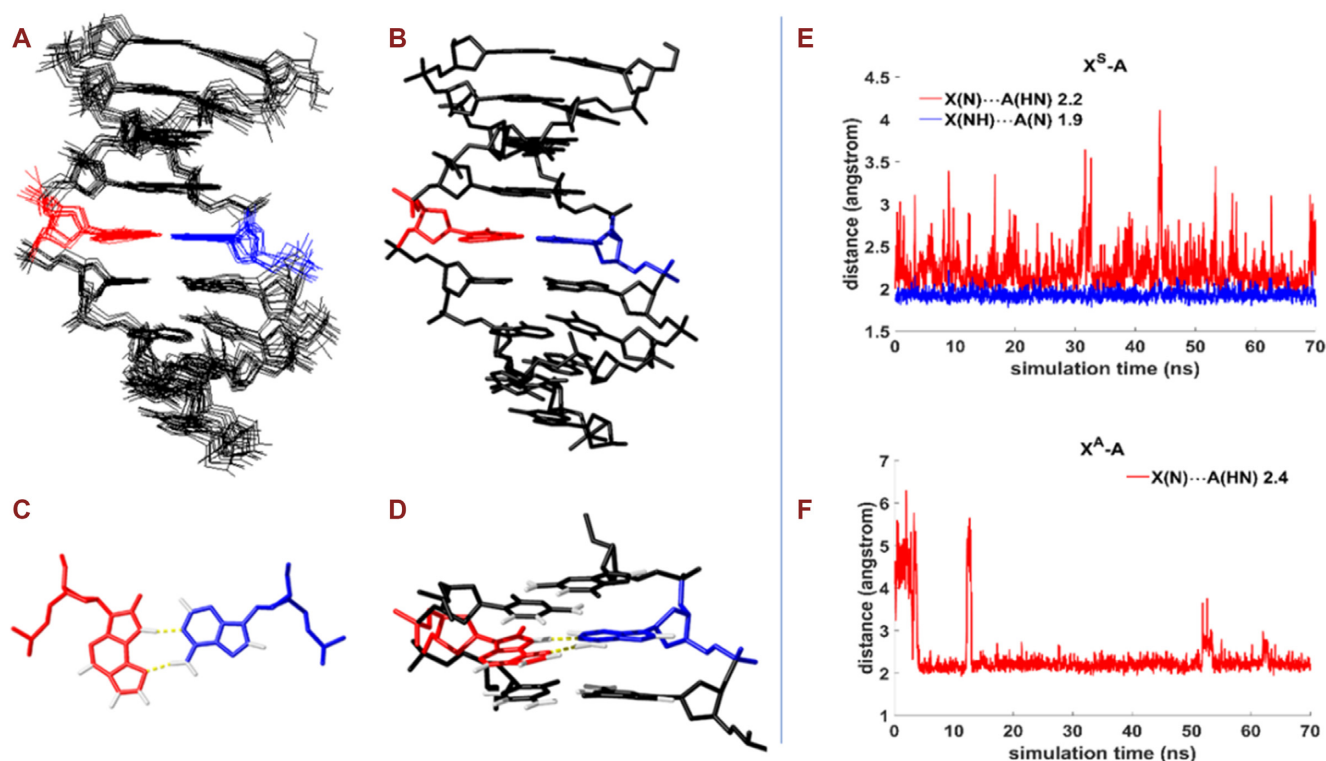 A
B
C
D
E
X^S-A
X(N)···A(HN) 2.2
X(NH)···A(N) 1.9
distance (angstrom)
4.5
4
3.5
3
2.5
2
1.5
0 10 20 30 40 50 60 70
simulation time (ns)
F
X^A-A
X(N)···A(HN) 2.4
distance (angstrom)
7
6
5
4
3
2
1
0 10 20 30 40 50 60 70
simulation time (ns)